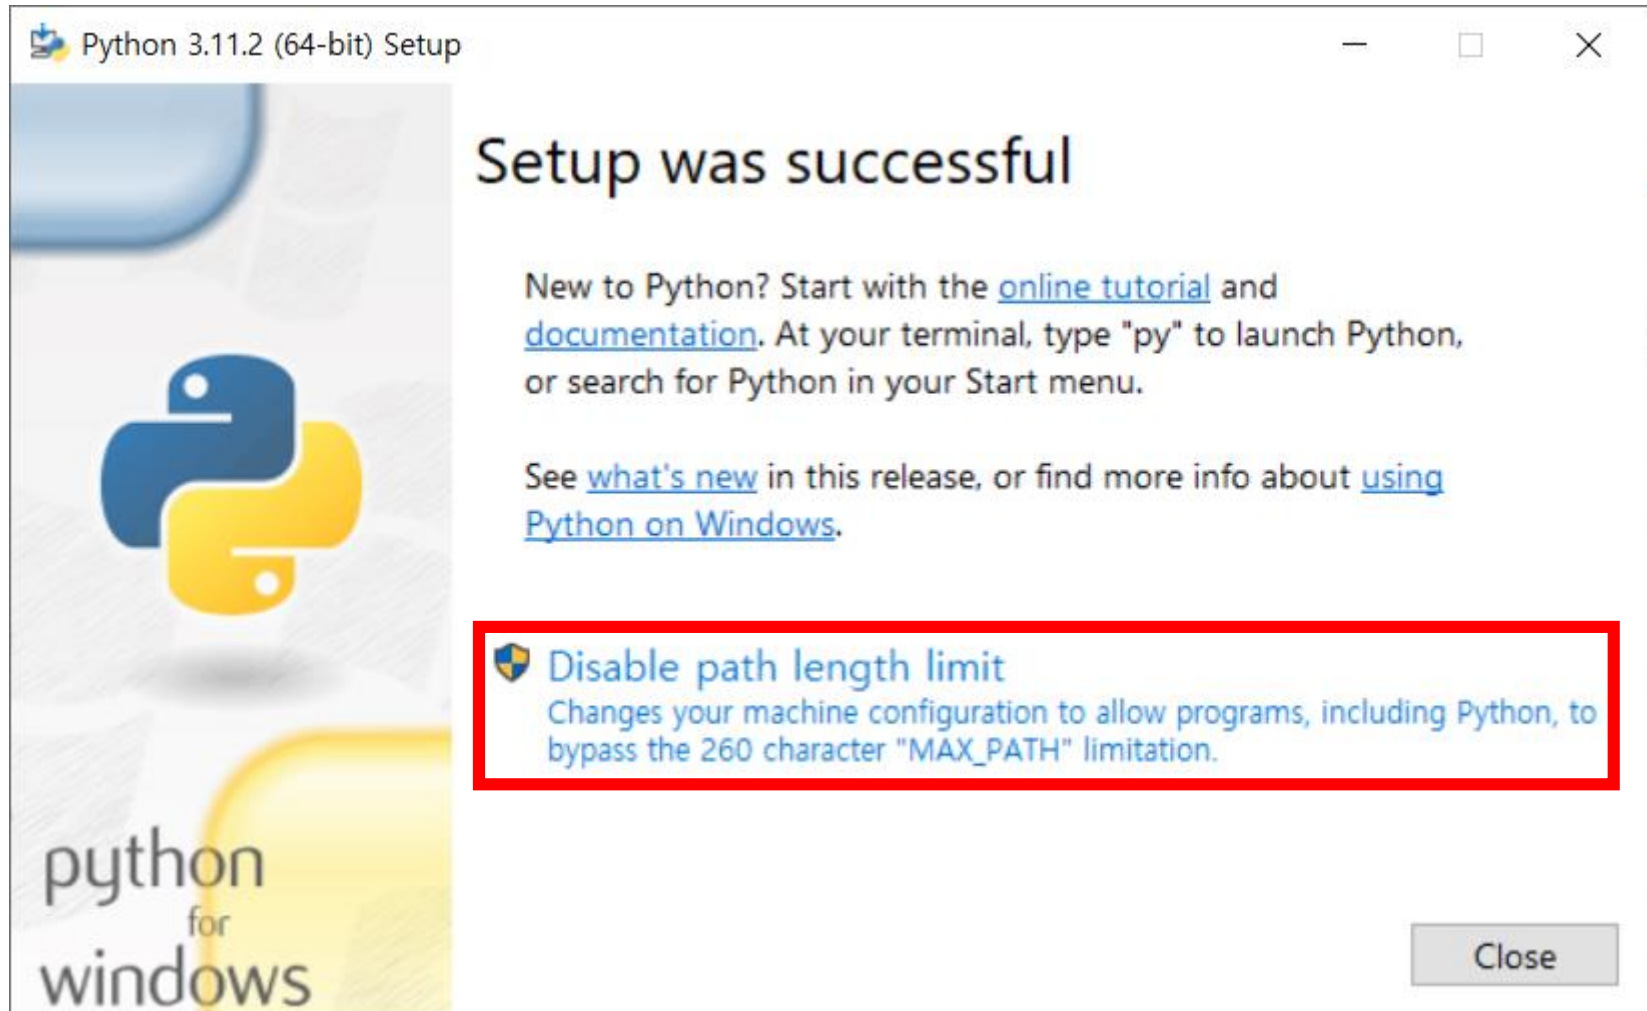 Python 3.11.2 (64-bit) Setup
Setup was successful
New to Python? Start with the online tutorial and
documentation. At your terminal, type "py" to launch Python,
or search for Python in your Start menu.
See what's new in this release, or find more info about using
Python on Windows.
Disable path length limit
Changes your machine configuration to allow programs, including Python, to
bypass the 260 character "MAX_PATH" limitation.
python
for
windows
Close